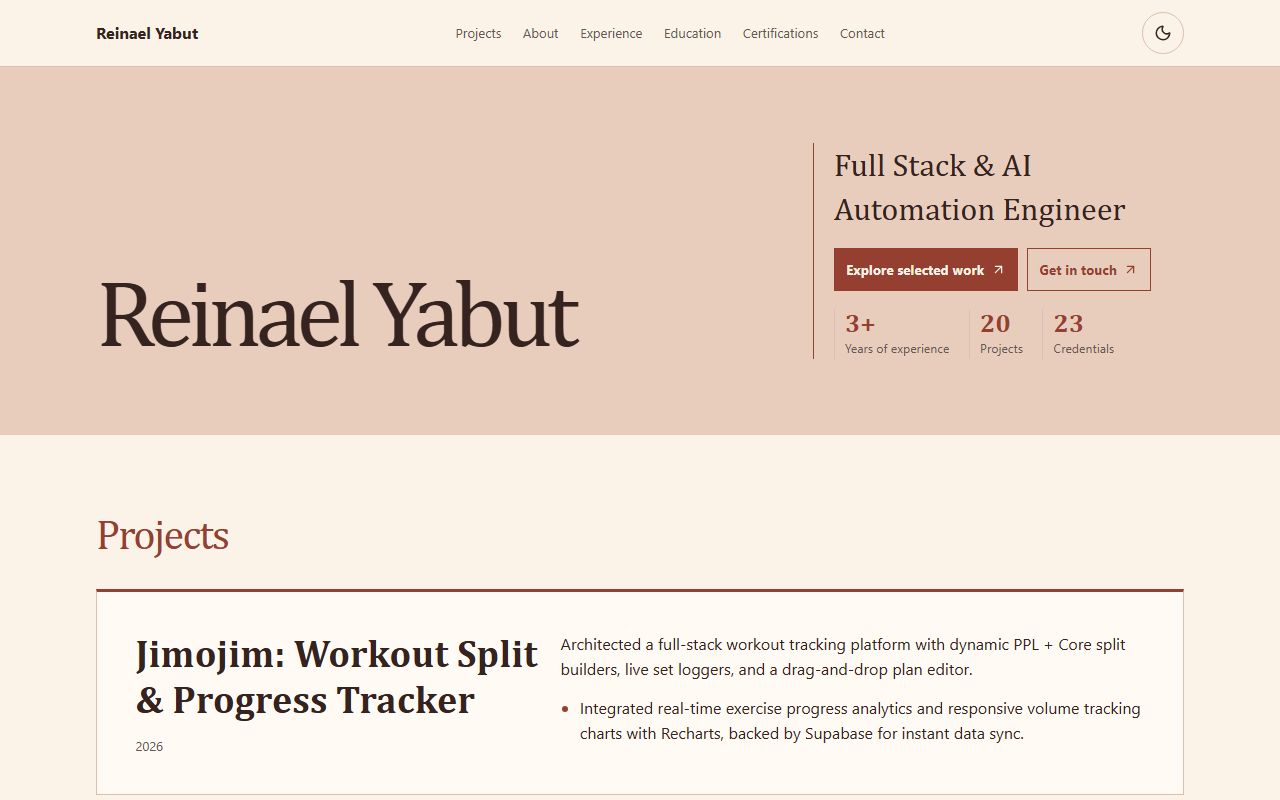 Reinael Yabut
Projects
About
Experience
Education
Certifications
Contact
Reinael Yabut
Full Stack & AI
Automation Engineer
Explore selected work
Get in touch
3+
Years of experience
20
Projects
23
Credentials
Projects
Jimojim: Workout Split
& Progress Tracker
2026
Architected a full-stack workout tracking platform with dynamic PPL + Core split
builders, live set loggers, and a drag-and-drop plan editor.
Integrated real-time exercise progress analytics and responsive volume tracking
charts with Recharts, backed by Supabase for instant data sync.